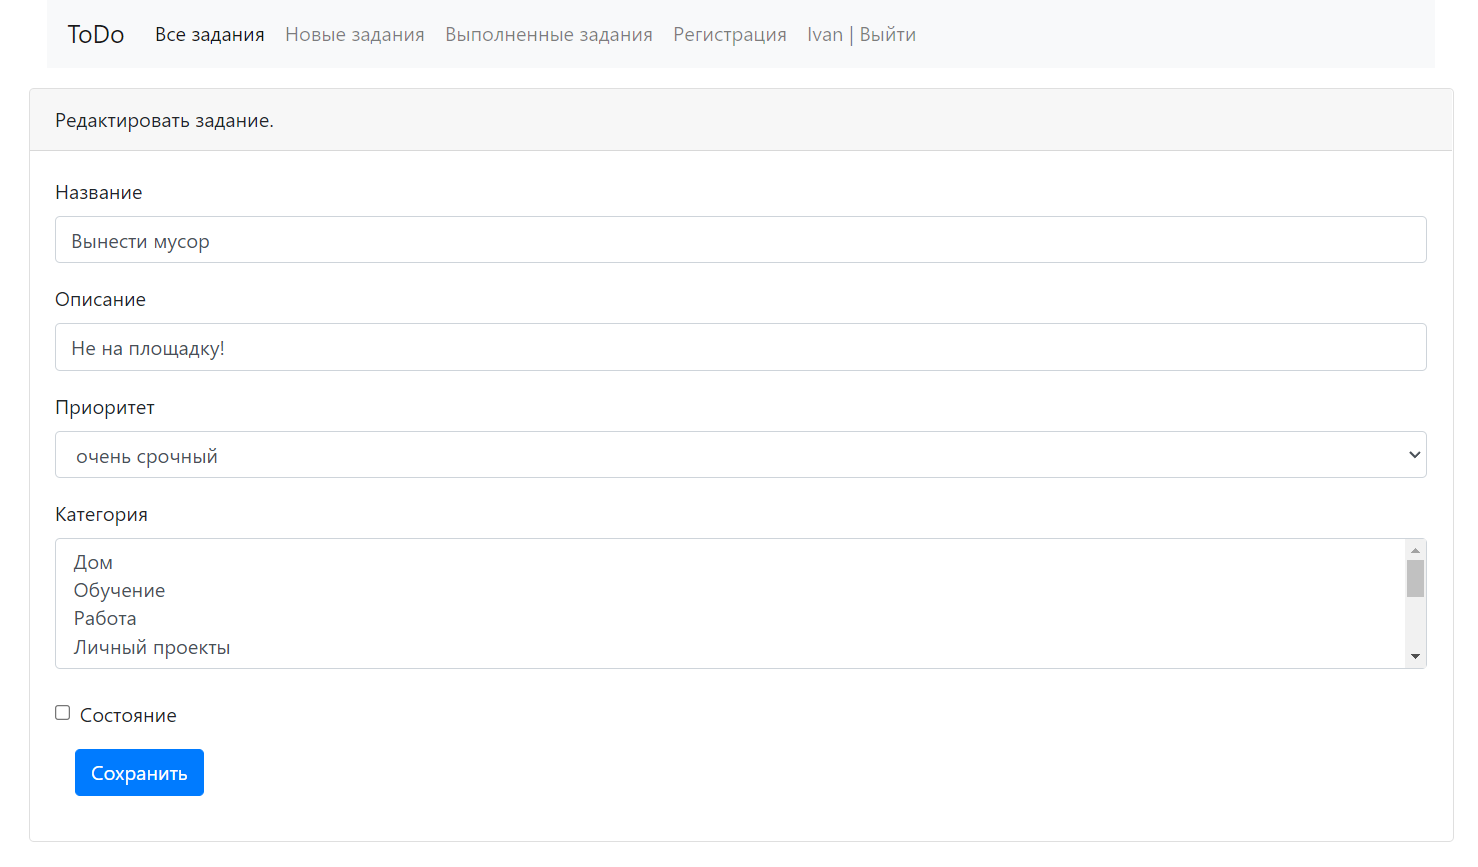 ToDo Все задания Новые задания Выполненные задания Регистрация Ivan | Выйти
Редактировать задание.
Название
Вынести мусор
Описание
Не на площадку!
Приоритет
очень срочный
Категория
Дом
Обучение
Работа
Личный проекты
Состояние
Сохранить